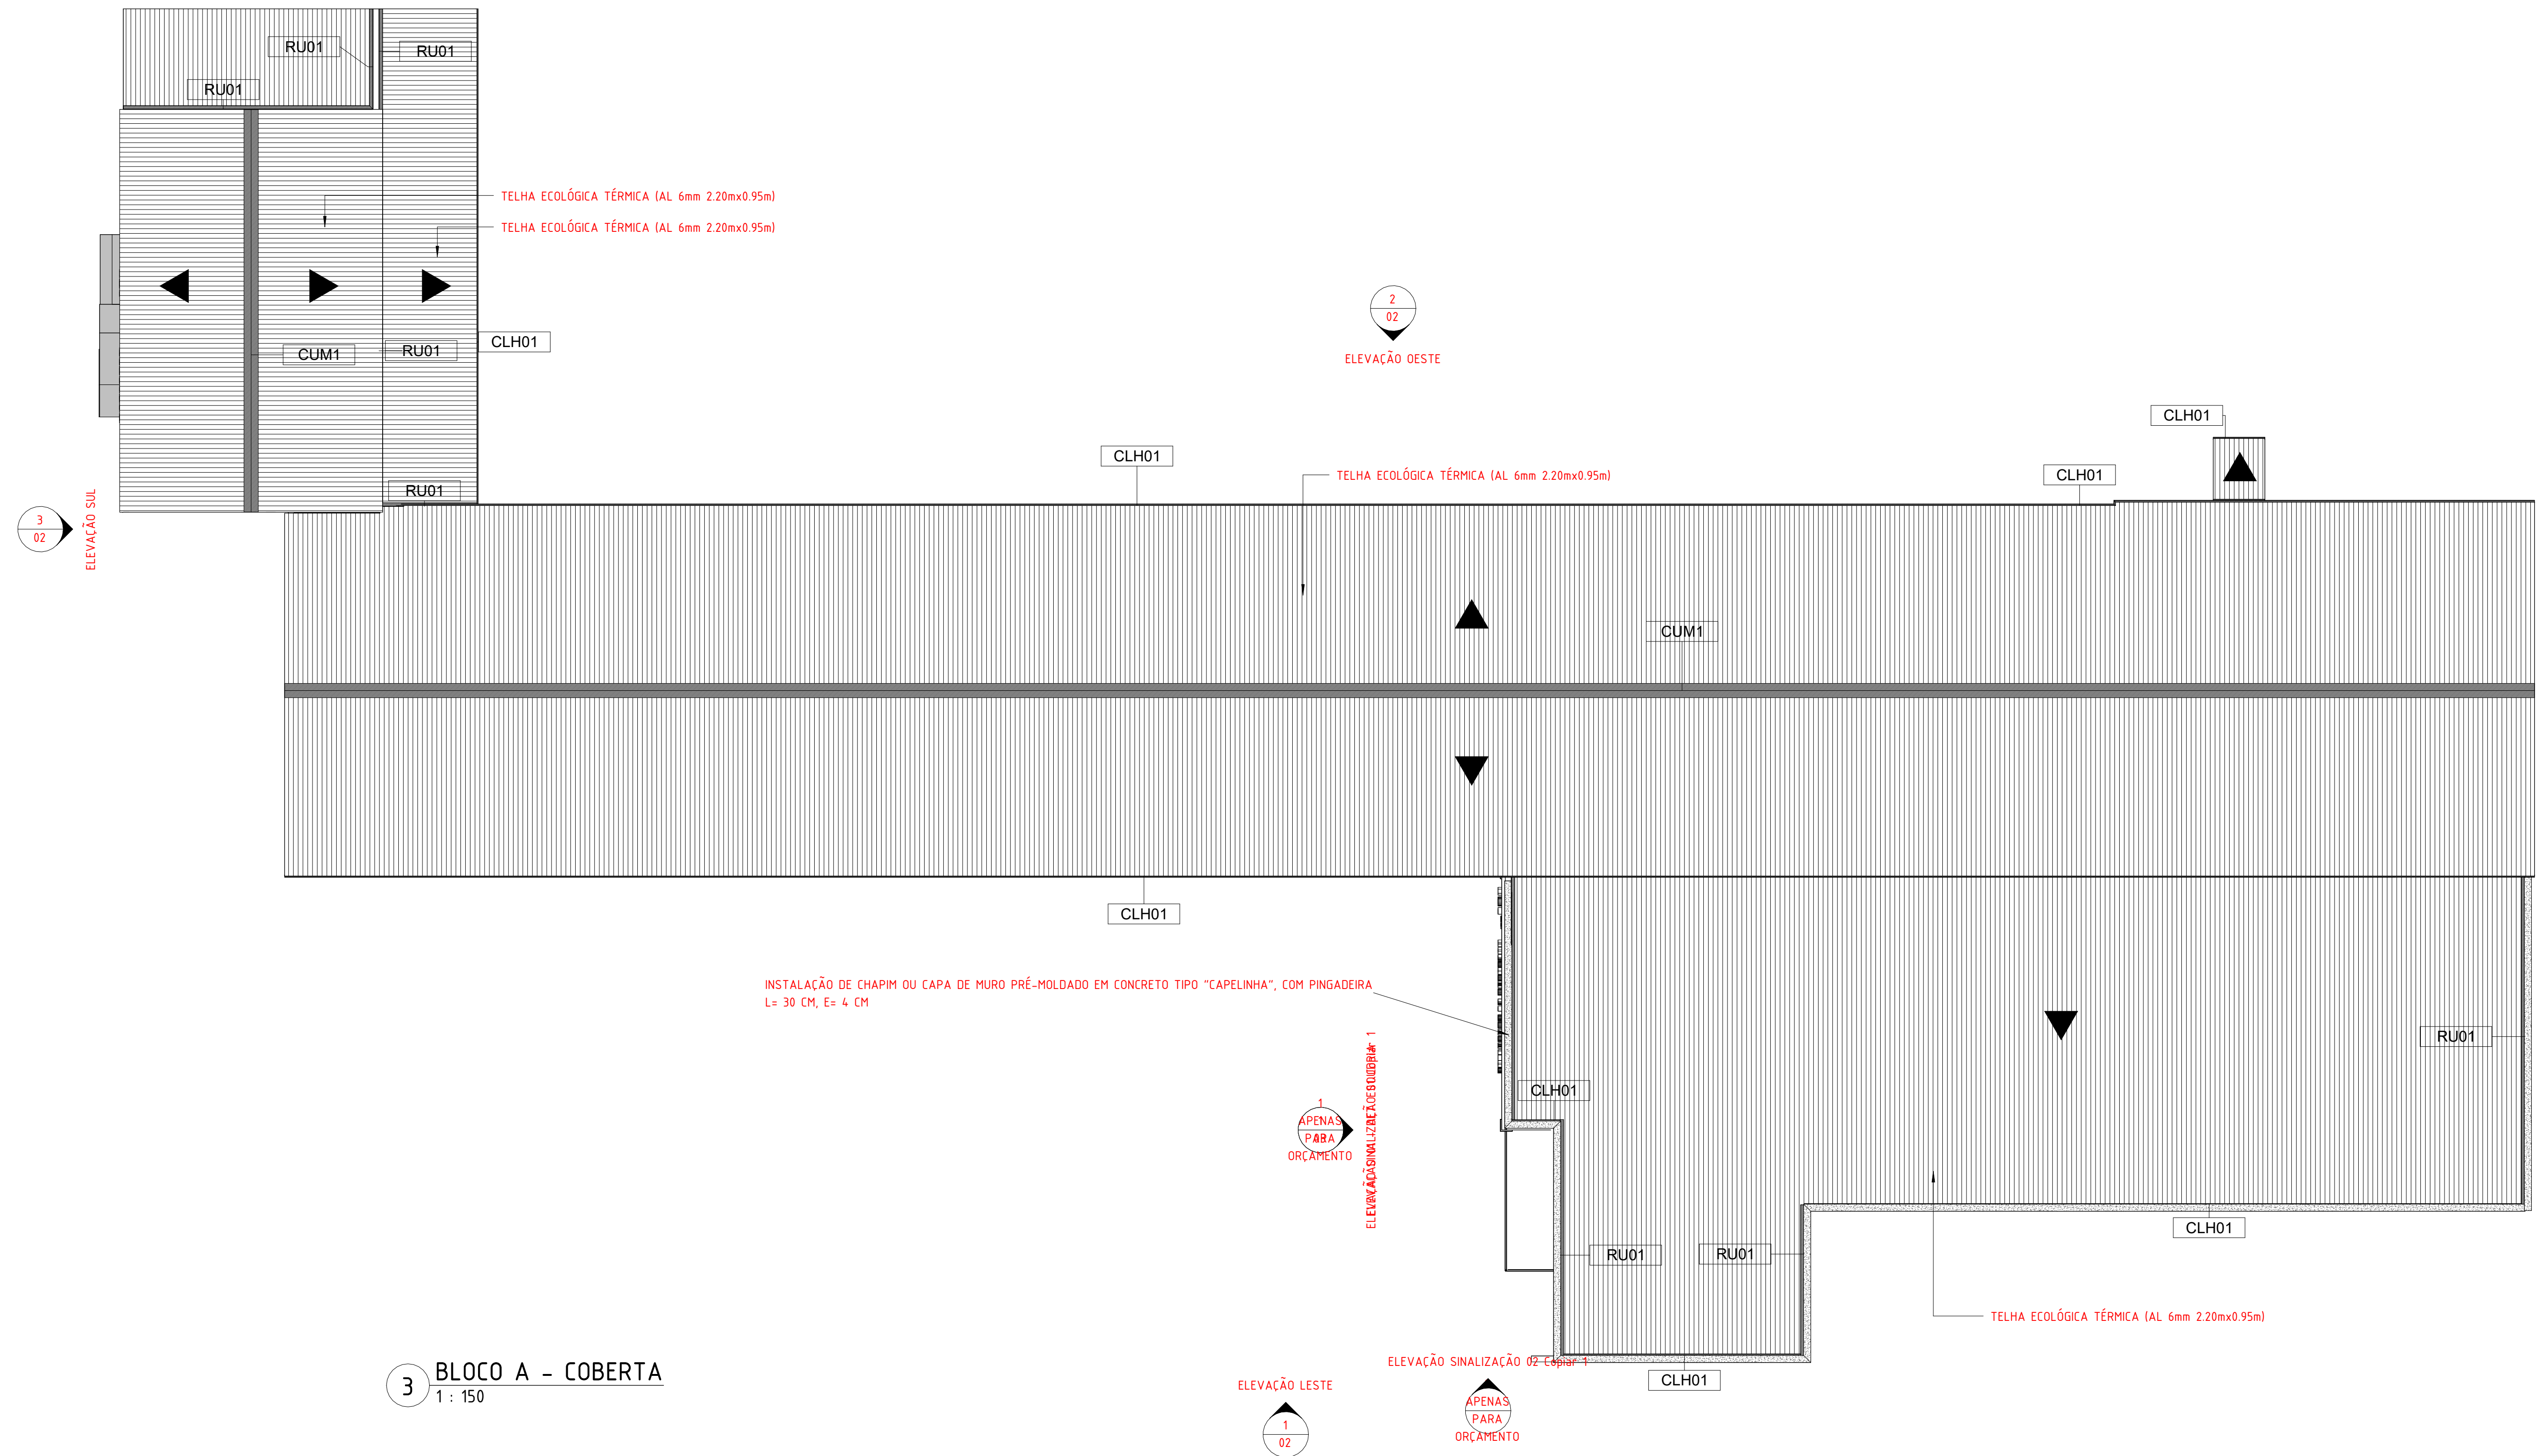 RU01
RU01
RU01
TELHA ECOLÓGICA TÉRMICA (AL 6mm 2.20mx0.95m)
TELHA ECOLÓGICA TÉRMICA (AL 6mm 2.20mx0.95m)
2
02
ELEVAÇÃO OESTE
CLH01
RU01
CUM1
CLH01
CLH01
TELHA ECOLÓGICA TÉRMICA (AL 6mm 2.20mx0.95m)
CLH01
RU01
3
02
ELEVAÇÃO SUL
CUM1
CLH01
INSTALAÇÃO DE CHAPIM OU CAPA DE MURO PRÉ-MOLDADO EM CONCRETO TIPO "CAPELINHA", COM PINGADEIRA
L= 30 CM, E= 4 CM
RU01
CLH01
1
APENAS
PARA
ORÇAMENTO
CLH01
RU01
RU01
TELHA ECOLÓGICA TÉRMICA (AL 6mm 2.20mx0.95m)
ELEVAÇÃO SINALIZAÇÃO 02 Copiar 1
CLH01
APENAS
PARA
ORÇAMENTO
ELEVAÇÃO LESTE
1
02
3
BLOCO A - COBERTA
1 : 150